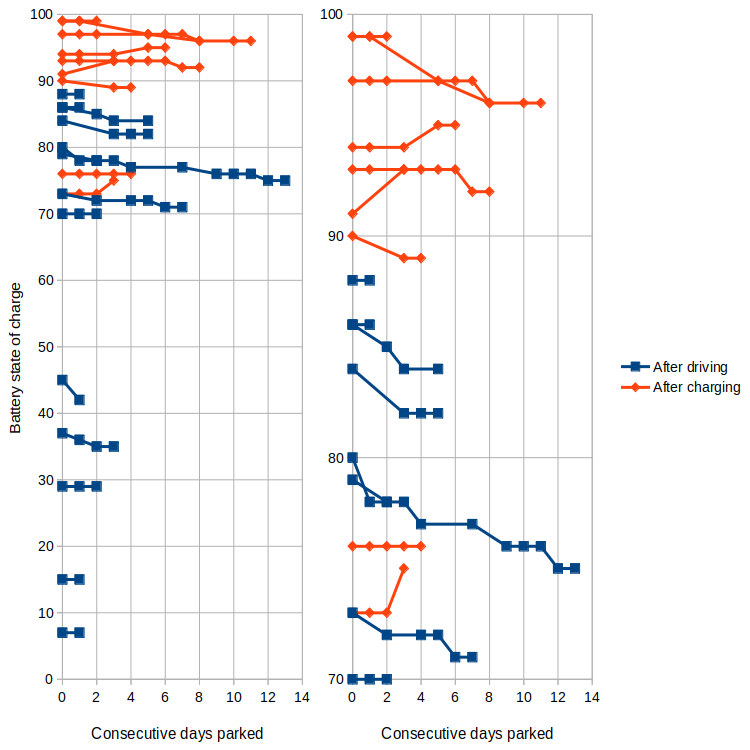 100
90
80
70
60
50
40
30
20
10
0
Battery state of charge
0 2 4 6 8 10 12 14
Consecutive days parked
100
90
80
70
0 2 4 6 8 10 12 14
Consecutive days parked
After driving
After charging